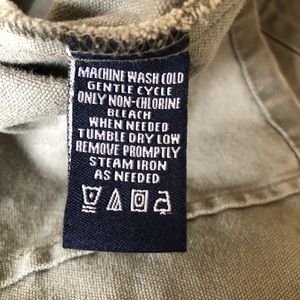 MACHINE WASH COLD
GENTLE CYCLE
ONLY NON-CHLORINE
BLEACH
WHEN NEEDED
TUMBLE DRY LOW
REMOVE PROMPTLY
STEAM IRON
AS NEEDED